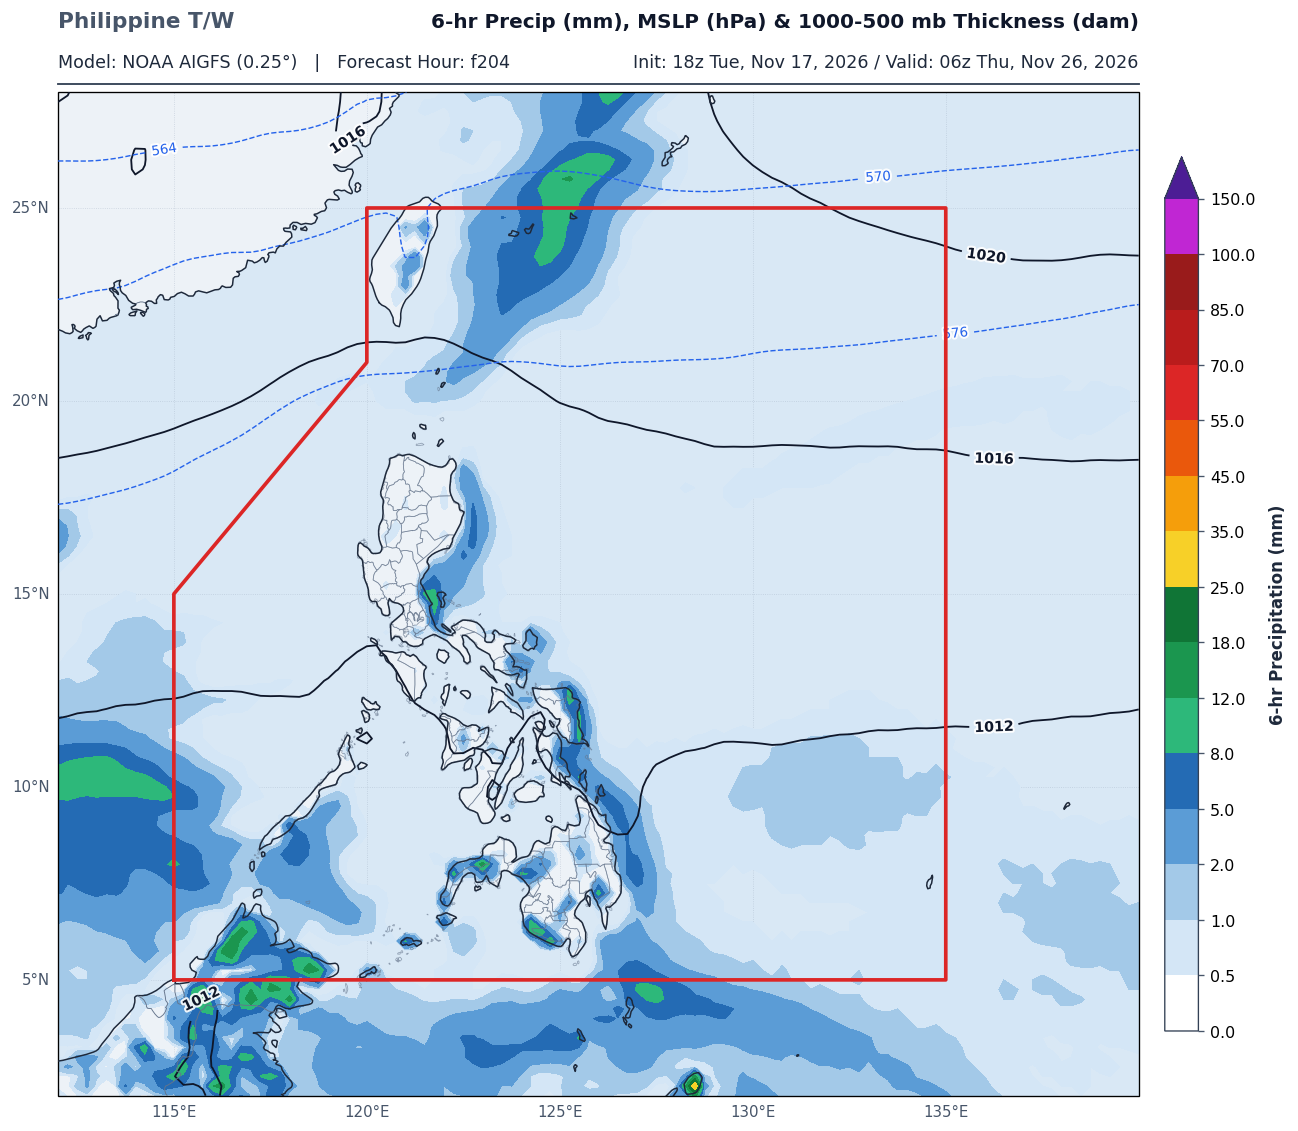 Philippine T/W
6-hr Precip (mm), MSLP (hPa) & 1000-500 mb Thickness (dam)
Model: NOAA AIGFS (0.25°) | Forecast Hour: f204
Init: 18z Tue, Nov 17, 2026 / Valid: 06z Thu, Nov 26, 2026
1016
564
570
25°N
1020
576
20°N
1016
15°N
1012
10°N
5°N
1012
115°E
120°E
125°E
130°E
135°E
150.0
100.0
85.0
70.0
55.0
45.0
35.0
25.0
18.0
12.0
8.0
5.0
2.0
1.0
0.5
0.0
6-hr Precipitation (mm)